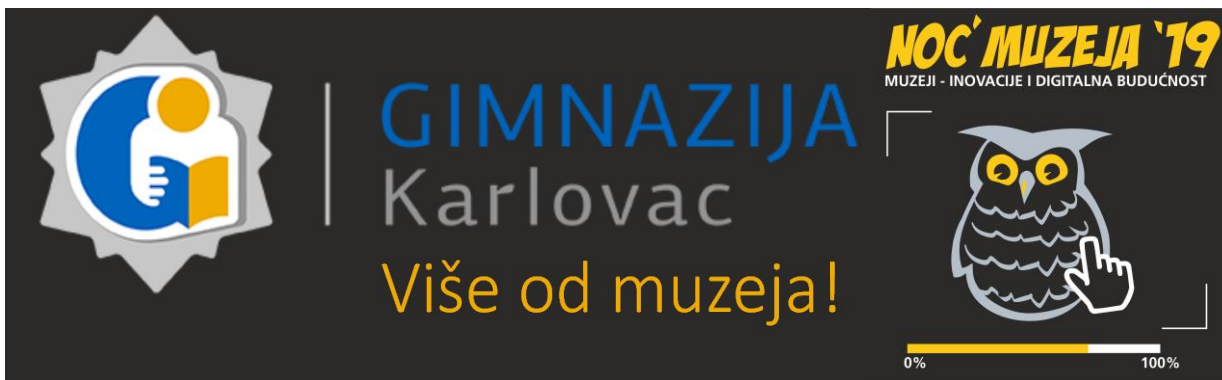 GIMNAZIJA
Karlovac
Više od muzeja!
NOĆ MUZEJA '19
MUZEJI - INOVACIJE I DIGITALNA BUDUĆNOST
0% 100%